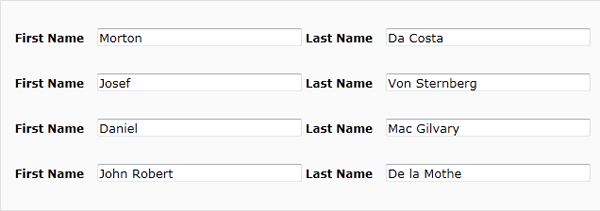 First Name Morton Last Name Da Costa
First Name Josef Last Name Von Sternberg
First Name Daniel Last Name Mac Gilvary
First Name John Robert Last Name De la Mothe